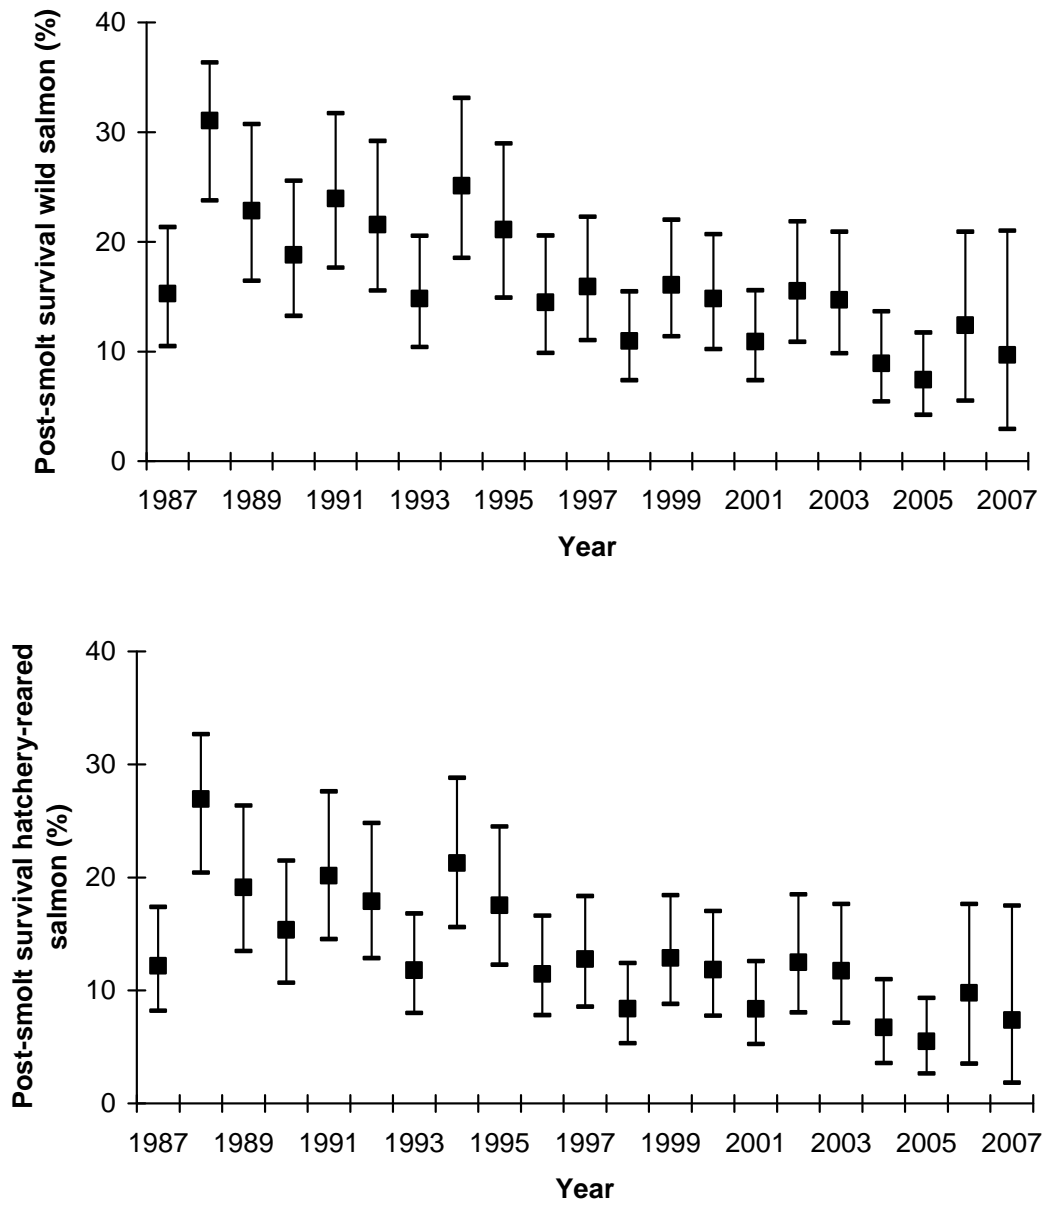 Post-smolt survival wild salmon (%)
40
30
20
10
0
1987 1989 1991 1993 1995 1997 1999 2001 2003 2005 2007
Year
Post-smolt survival hatchery-reared
salmon (%)
40
30
20
10
0
1987 1989 1991 1993 1995 1997 1999 2001 2003 2005 2007
Year